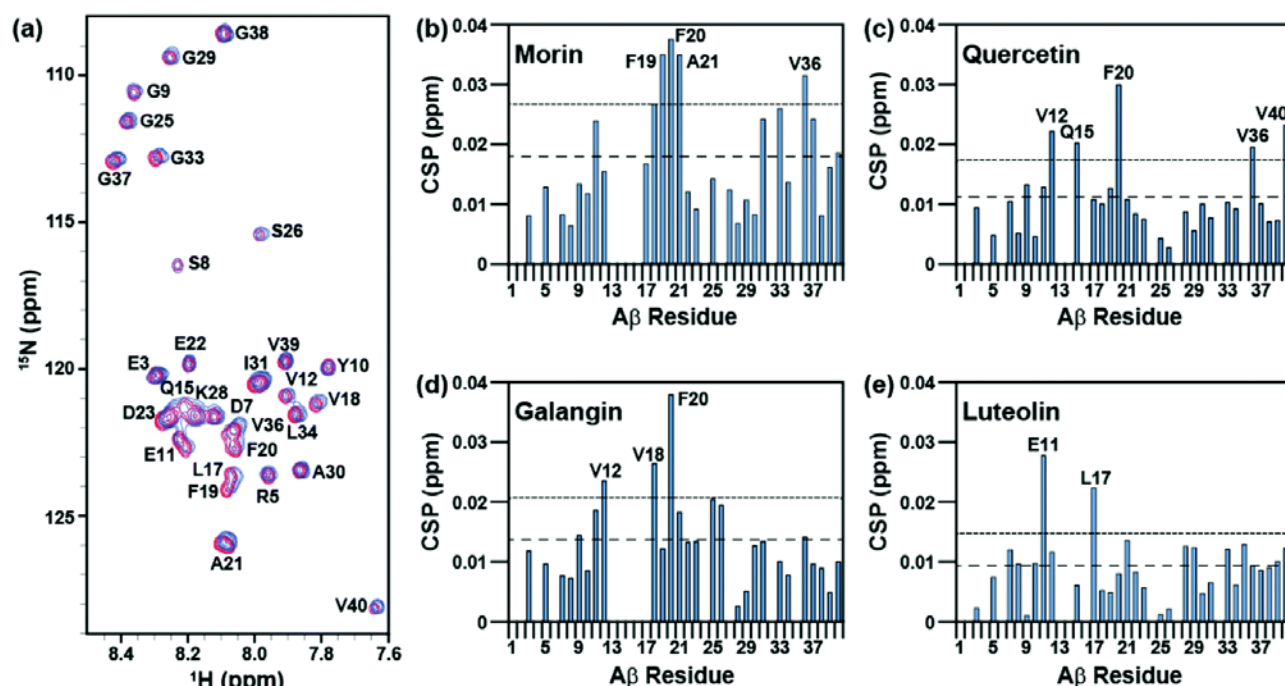 (a)
G38
G29
G9
G25
G33
G37
S26
S8
E22
V39
E3
I31
Y10
Q15
K28
V12
V18
D23
D7
V36
L34
E11
F20
L17
A30
F19
R5
A21
V40
110
115
120
125
15N (ppm)
8.4 8.2 8.0 7.8 7.6
1H (ppm)
(b)
Morin
F20
F19
A21
V36
0.04
0.03
0.02
0.01
0
CSP (ppm)
1 5 9 13 17 21 25 29 33 37
Aβ Residue
(c)
Quercetin
F20
V12
V40
Q15
V36
0.04
0.03
0.02
0.01
0
CSP (ppm)
1 5 9 13 17 21 25 29 33 37
Aβ Residue
(d)
Galangin
F20
V18
V12
0.04
0.03
0.02
0.01
0
CSP (ppm)
1 5 9 13 17 21 25 29 33 37
Aβ Residue
(e)
Luteolin
E11
L17
0.04
0.03
0.02
0.01
0
CSP (ppm)
1 5 9 13 17 21 25 29 33 37
Aβ Residue